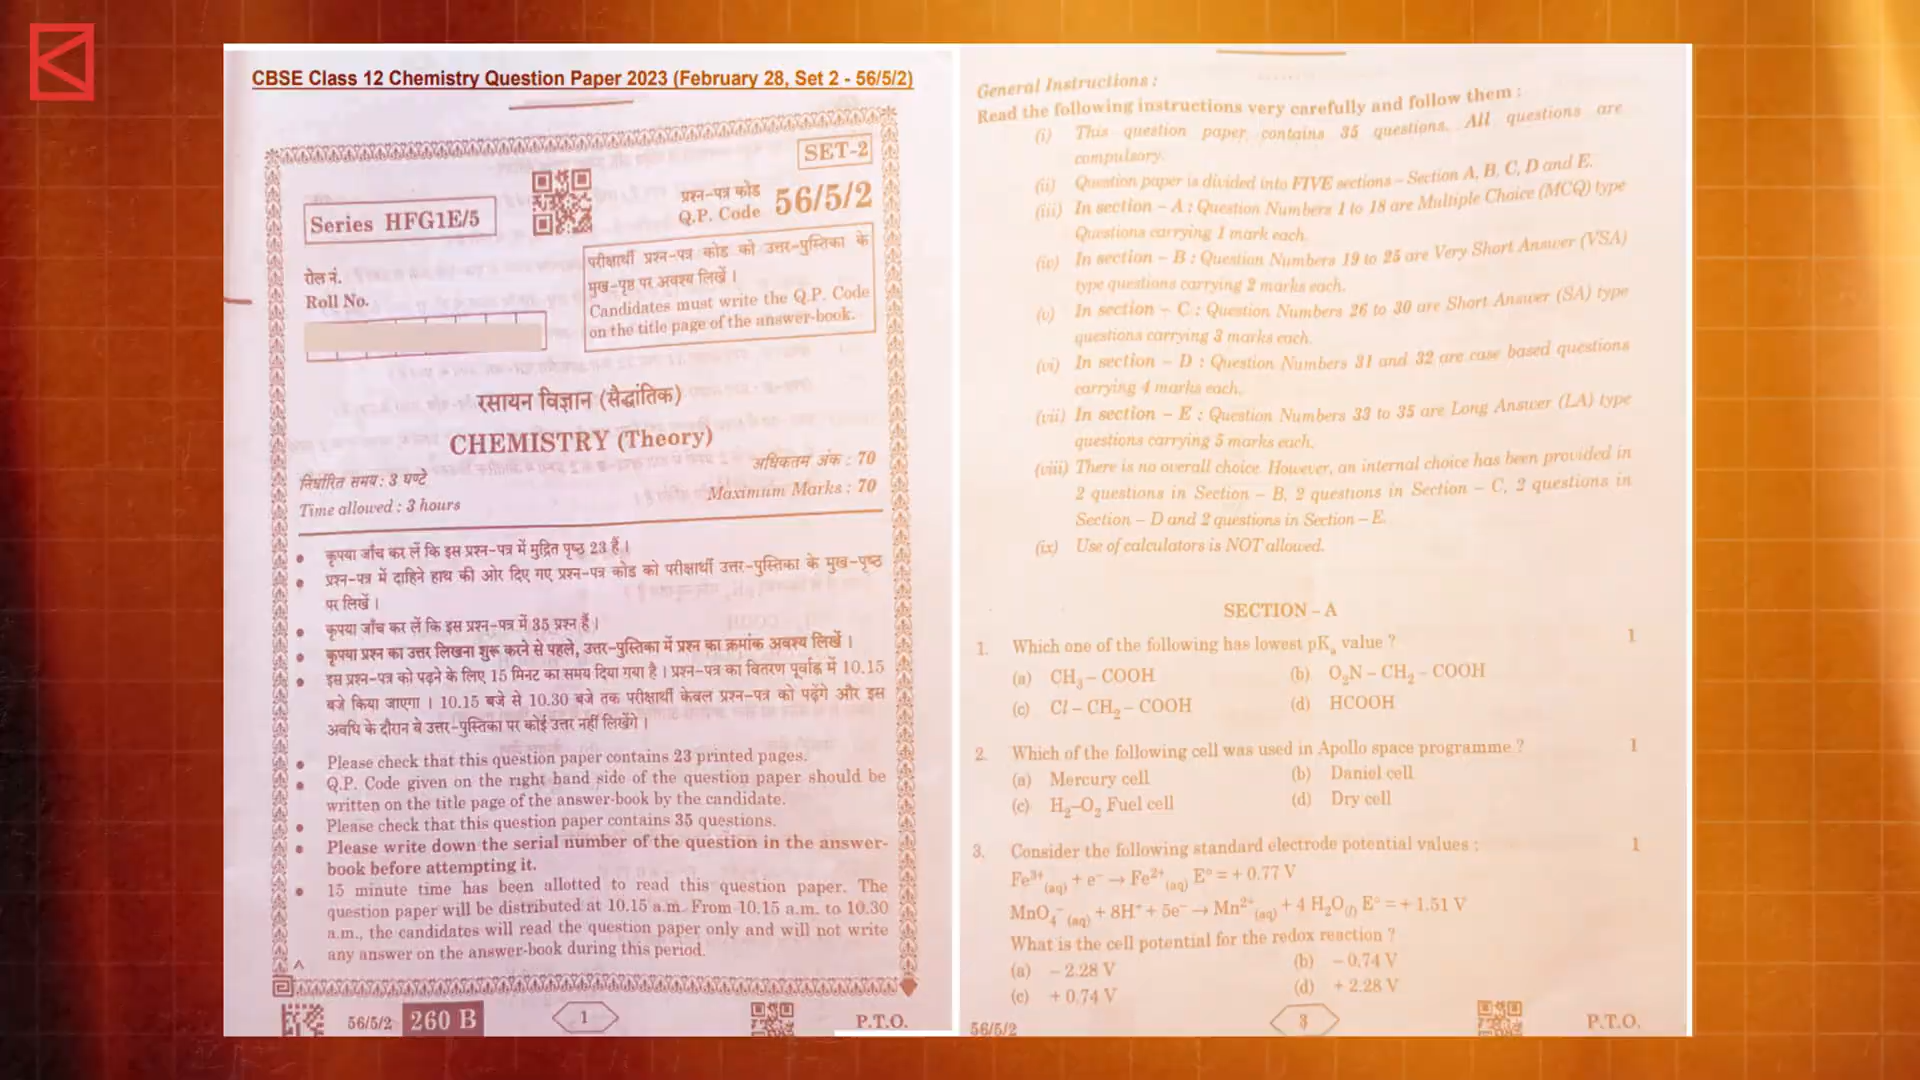 CBSE Class 12 Chemistry Question Paper 2023 (February 28, Set 2 - 56/5/2)
SET-2
Series HFG1E/5
प्रश्न-पत्र कोड
Q.P. Code 56/5/2
रोल नं.
Roll No.
परीक्षार्थी प्रश्न-पत्र कोड को उत्तर-पुस्तिका के
मुख-पृष्ठ पर अवश्य लिखें ।
Candidates must write the Q.P. Code
on the title page of the answer-book.
रसायन विज्ञान (सैद्धांतिक)
CHEMISTRY (Theory)
निर्धारित समय : 3 घण्टे
अधिकतम अंक : 70
Time allowed : 3 hours
Maximum Marks : 70
• कृपया जाँच कर लें कि इस प्रश्न-पत्र में मुद्रित पृष्ठ 23 हैं ।
• प्रश्न-पत्र में दाहिने हाथ की ओर दिए गए प्रश्न-पत्र कोड को परीक्षार्थी उत्तर-पुस्तिका के मुख-पृष्ठ
पर लिखें ।
• कृपया जाँच कर लें कि इस प्रश्न-पत्र में 35 प्रश्न हैं ।
• कृपया प्रश्न का उत्तर लिखना शुरू करने से पहले, उत्तर-पुस्तिका में प्रश्न का क्रमांक अवश्य लिखें ।
• इस प्रश्न-पत्र को पढ़ने के लिए 15 मिनट का समय दिया गया है । प्रश्न-पत्र का वितरण पूर्वाह्न में 10.15
बजे किया जाएगा । 10.15 बजे से 10.30 बजे तक परीक्षार्थी केवल प्रश्न-पत्र को पढ़ेंगे और इस
अवधि के दौरान वे उत्तर-पुस्तिका पर कोई उत्तर नहीं लिखेंगे ।
• Please check that this question paper contains 23 printed pages.
• Q.P. Code given on the right hand side of the question paper should be
written on the title page of the answer-book by the candidate.
• Please check that this question paper contains 35 questions.
• Please write down the serial number of the question in the answer-
book before attempting it.
• 15 minute time has been allotted to read this question paper. The
question paper will be distributed at 10.15 a.m. From 10.15 a.m. to 10.30
a.m., the candidates will read the question paper only and will not write
any answer on the answer-book during this period.
^
56/5/2 260 B 1 P.T.O.
General Instructions :
Read the following instructions very carefully and follow them :
(i) This question paper contains 35 questions. All questions are
compulsory.
(ii) Question paper is divided into FIVE sections – Section A, B, C, D and E.
(iii) In section – A : Question Numbers 1 to 18 are Multiple Choice (MCQ) type
Questions carrying 1 mark each.
(iv) In section – B : Question Numbers 19 to 25 are Very Short Answer (VSA)
type questions carrying 2 marks each.
(v) In section – C : Question Numbers 26 to 30 are Short Answer (SA) type
questions carrying 3 marks each.
(vi) In section – D : Question Numbers 31 and 32 are case based questions
carrying 4 marks each.
(vii) In section – E : Question Numbers 33 to 35 are Long Answer (LA) type
questions carrying 5 marks each.
(viii) There is no overall choice. However, an internal choice has been provided in
2 questions in Section – B, 2 questions in Section – C, 2 questions in
Section – D and 2 questions in Section – E.
(ix) Use of calculators is NOT allowed.
SECTION – A
1. Which one of the following has lowest pKₐ value ? 1
(a) CH₃ – COOH (b) O₂N – CH₂ – COOH
(c) Cl – CH₂ – COOH (d) HCOOH
2. Which of the following cell was used in Apollo space programme ? 1
(a) Mercury cell (b) Daniel cell
(c) H₂–O₂ Fuel cell (d) Dry cell
3. Consider the following standard electrode potential values : 1
Fe³⁺(aq) + e⁻ → Fe²⁺(aq) E° = + 0.77 V
MnO₄⁻(aq) + 8H⁺ + 5e⁻ → Mn²⁺(aq) + 4 H₂O(l) E° = + 1.51 V
What is the cell potential for the redox reaction ?
(a) – 2.28 V (b) – 0.74 V
(c) + 0.74 V (d) + 2.28 V
56/5/2 3 P.T.O.